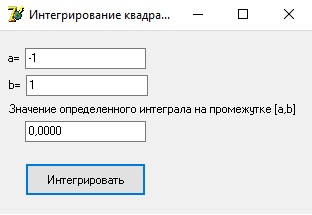 Интегрирование квадра...
a= -1
b= 1
Значение определенного интеграла на промежутке [a,b]
0,0000
Интегрировать